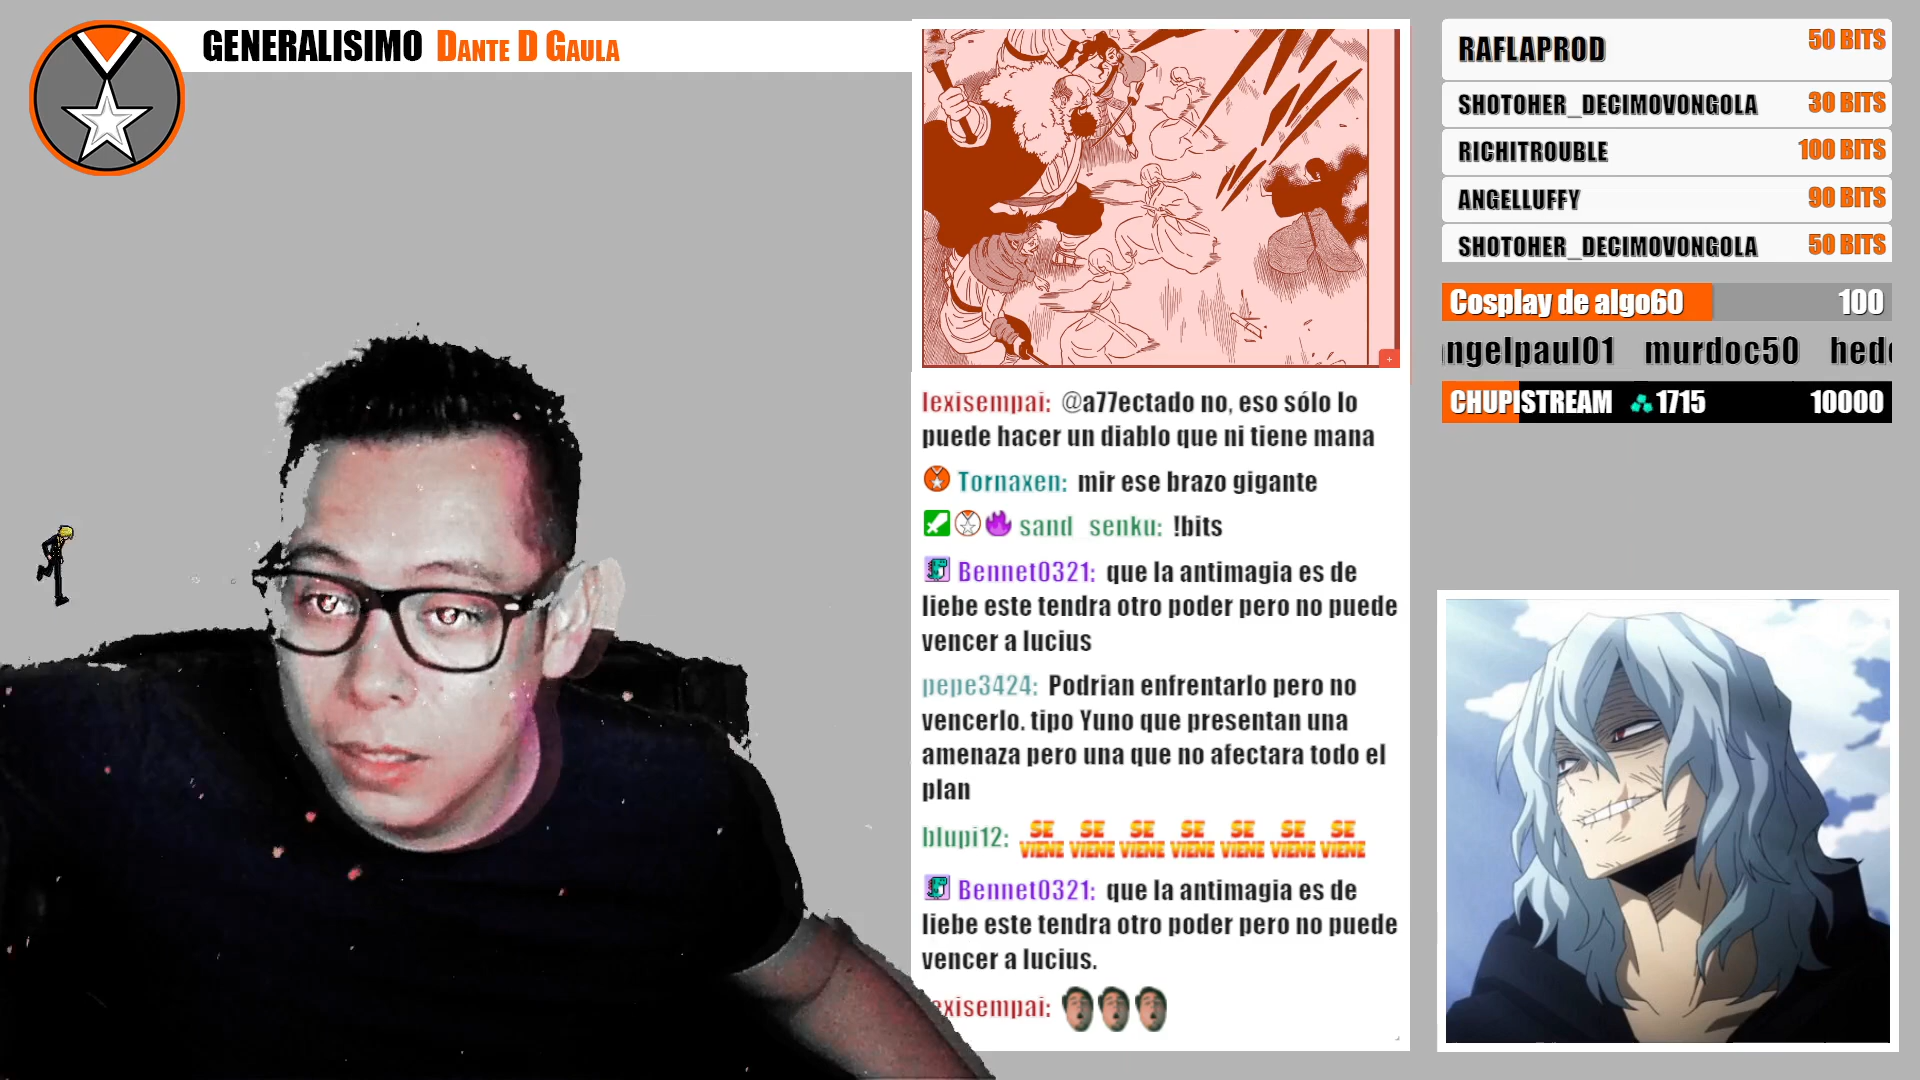 GENERALISIMO DANTE D GAULA
lexisempai: @a77ectado no, eso sólo lo
puede hacer un diablo que ni tiene mana
Tornaxen: mir ese brazo gigante
sand_senku: !bits
Bennet0321: que la antimagia es de
liebe este tendra otro poder pero no puede
vencer a lucius
pepe3424: Podrian enfrentarlo pero no
vencerlo. tipo Yuno que presentan una
amenaza pero una que no afectara todo el
plan
blupi12: SE VIENE SE VIENE SE VIENE SE VIENE SE VIENE SE VIENE SE VIENE
Bennet0321: que la antimagia es de
liebe este tendra otro poder pero no puede
vencer a lucius.
exisempai:
RAFLAPROD 50 BITS
SHOTOHER_DECIMOVONGOLA 30 BITS
RICHITROUBLE 100 BITS
ANGELLUFFY 90 BITS
SHOTOHER_DECIMOVONGOLA 50 BITS
Cosplay de algo60 100
ngelpaul01 murdoc50 hed
CHUPISTREAM 1715 10000